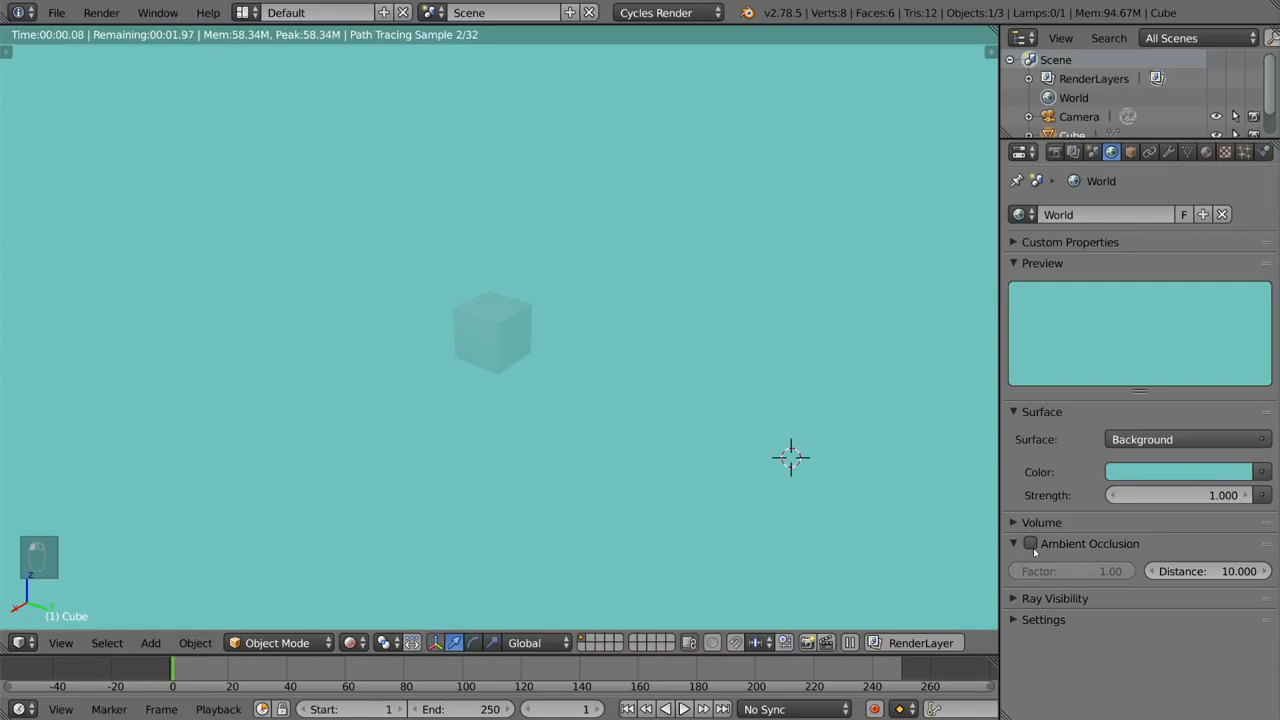 File Render Window Help Default Scene Cycles Render v2.78.5 | Verts:8 | Faces:6 | Tris:12 | Objects:1/3 | Lamps:0/1 | Mem:94.67M | Cube
Time:00:00.08 | Remaining:00:01.97 | Mem:58.34M, Peak:58.34M | Path Tracing Sample 2/32
View Search All Scenes
Scene
RenderLayers
World
Camera
Cube
World
World F
Custom Properties
Preview
Surface
Surface: Background
Color:
Strength: 1.000
Volume
Ambient Occlusion
Factor: 1.00 Distance: 10.000
Ray Visibility
Settings
z
x y
(1) Cube
View Select Add Object Object Mode Global RenderLayer
-40 -20 0 20 40 60 80 100 120 140 160 180 200 220 240 260
View Marker Frame Playback Start: 1 End: 250 1 No Sync